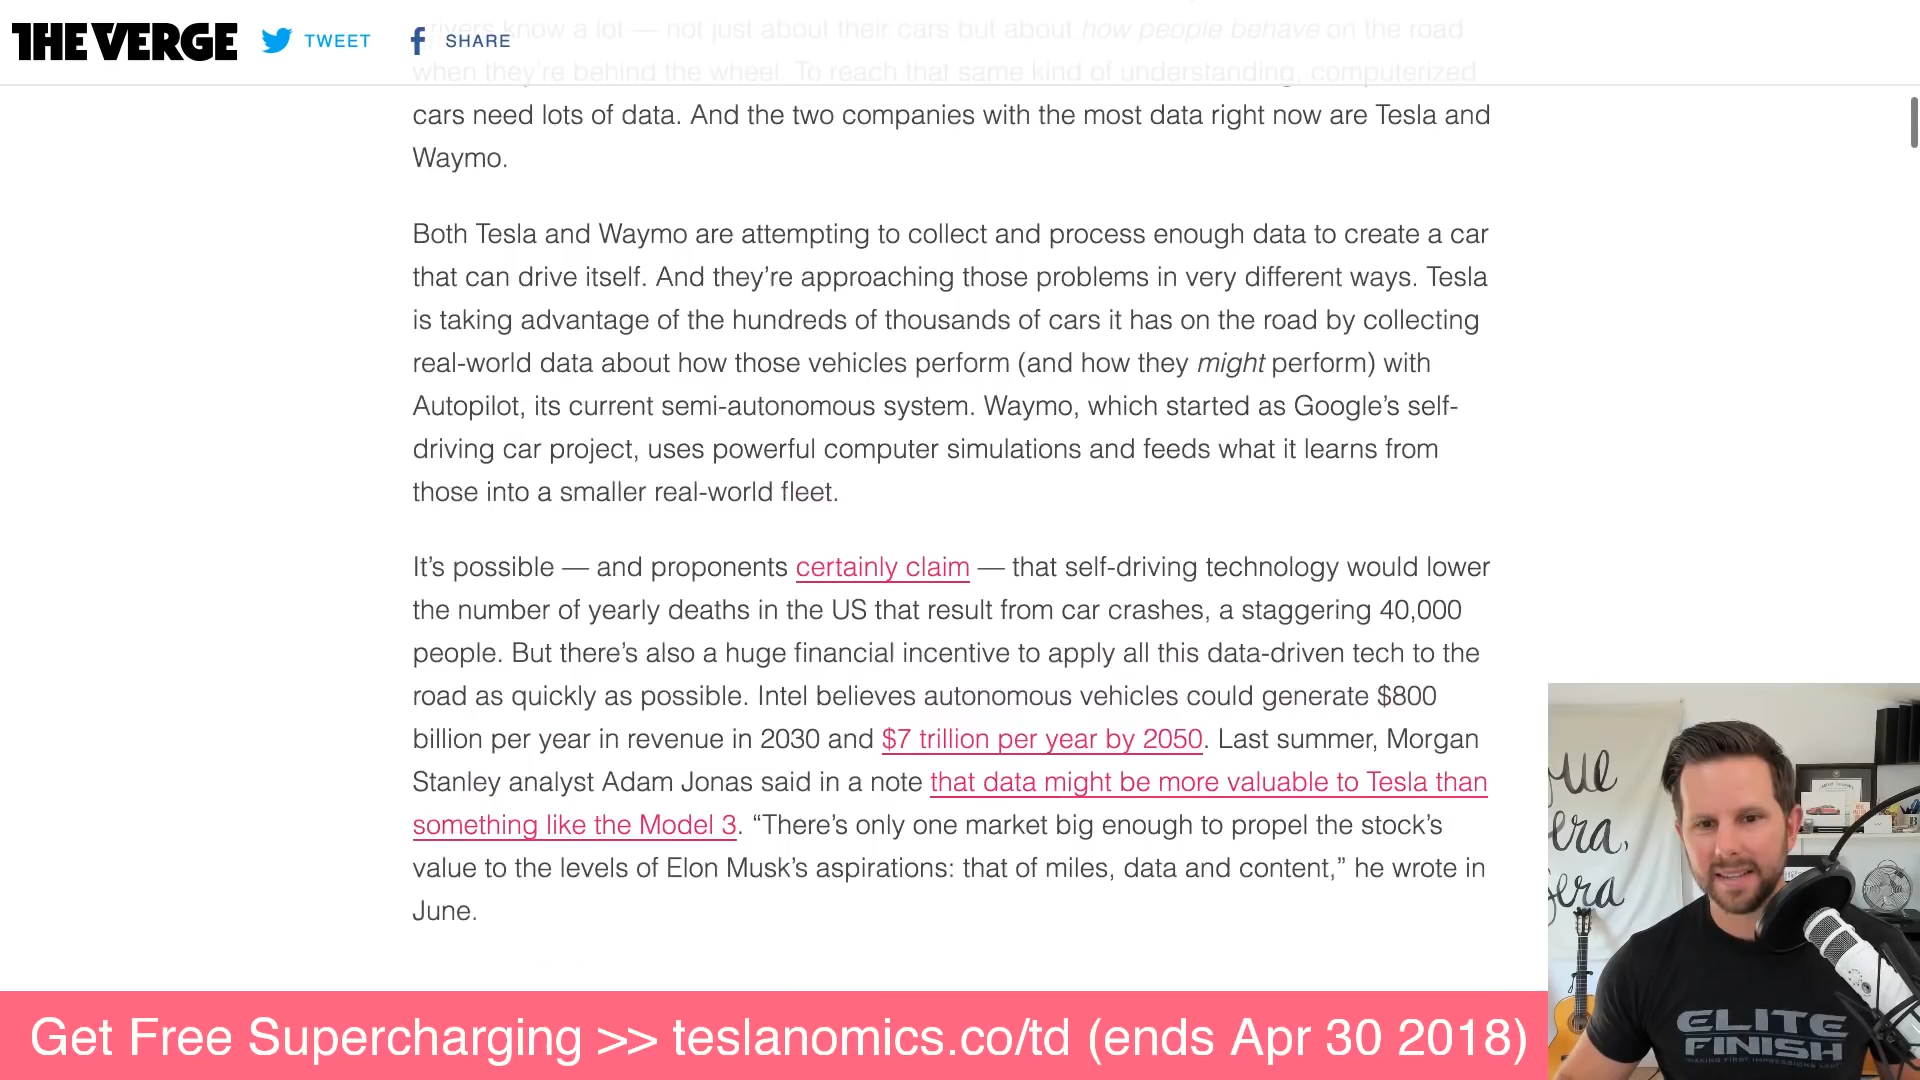 THE VERGE
TWEET
SHARE
drivers know a lot — not just about their cars but about how people behave on the road
when they’re behind the wheel. To reach that same kind of understanding, computerized
cars need lots of data. And the two companies with the most data right now are Tesla and
Waymo.
Both Tesla and Waymo are attempting to collect and process enough data to create a car
that can drive itself. And they’re approaching those problems in very different ways. Tesla
is taking advantage of the hundreds of thousands of cars it has on the road by collecting
real-world data about how those vehicles perform (and how they might perform) with
Autopilot, its current semi-autonomous system. Waymo, which started as Google’s self-
driving car project, uses powerful computer simulations and feeds what it learns from
those into a smaller real-world fleet.
It’s possible — and proponents certainly claim — that self-driving technology would lower
the number of yearly deaths in the US that result from car crashes, a staggering 40,000
people. But there’s also a huge financial incentive to apply all this data-driven tech to the
road as quickly as possible. Intel believes autonomous vehicles could generate $800
billion per year in revenue in 2030 and $7 trillion per year by 2050. Last summer, Morgan
Stanley analyst Adam Jonas said in a note that data might be more valuable to Tesla than
something like the Model 3. “There’s only one market big enough to propel the stock’s
value to the levels of Elon Musk’s aspirations: that of miles, data and content,” he wrote in
June.
ELITE
FINISH
Get Free Supercharging >> teslanomics.co/td (ends Apr 30 2018)